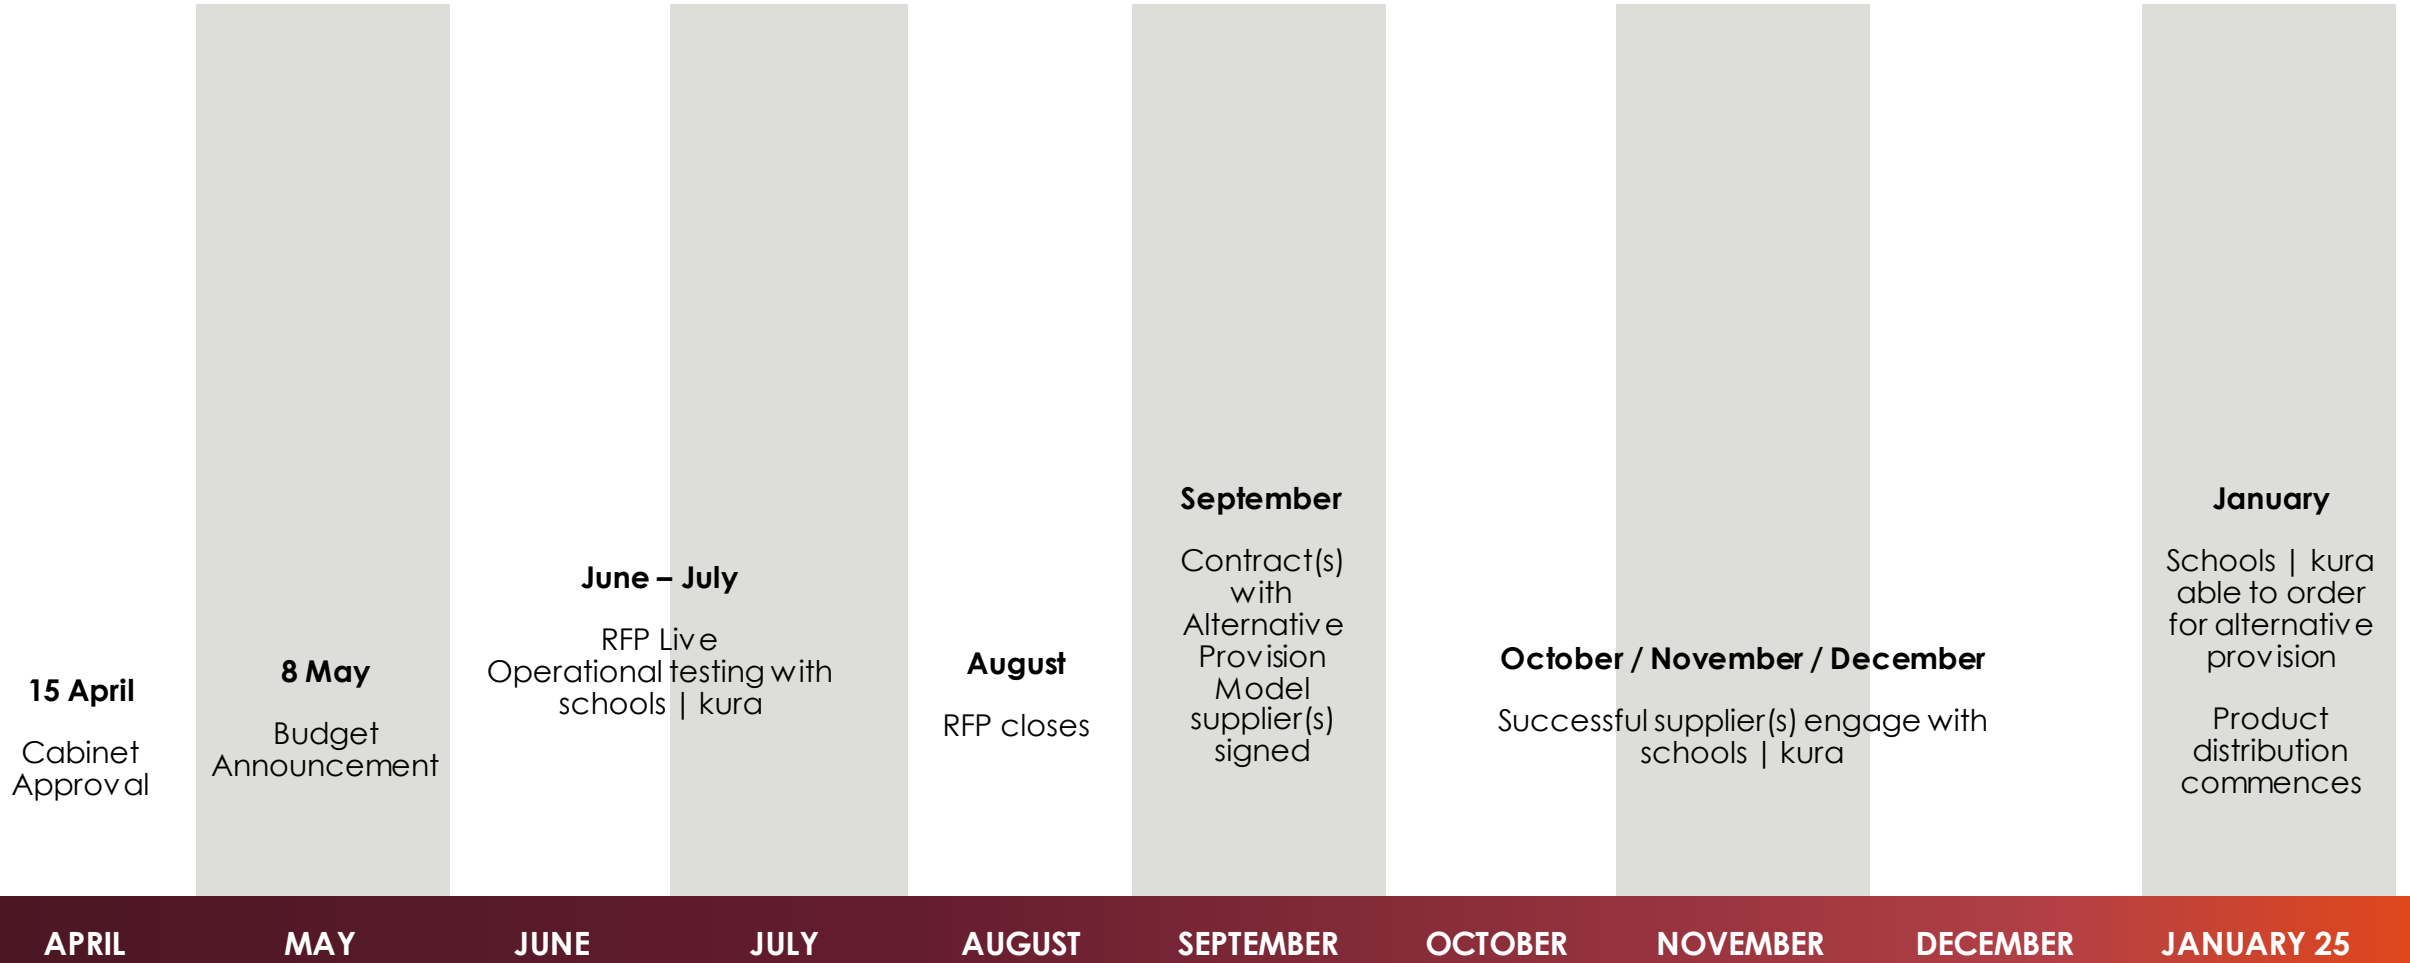 15 April
Cabinet
Approval
8 May
Budget
Announcement
June – July
RFP Live
Operational testing with
schools | kura
August
RFP closes
September
Contract(s)
with
Alternative
Provision
Model
supplier(s)
signed
October / November / December
Successful supplier(s) engage with
schools | kura
January
Schools | kura
able to order
for alternative
provision
Product
distribution
commences
APRIL
MAY
JUNE
JULY
AUGUST
SEPTEMBER
OCTOBER
NOVEMBER
DECEMBER
JANUARY 25